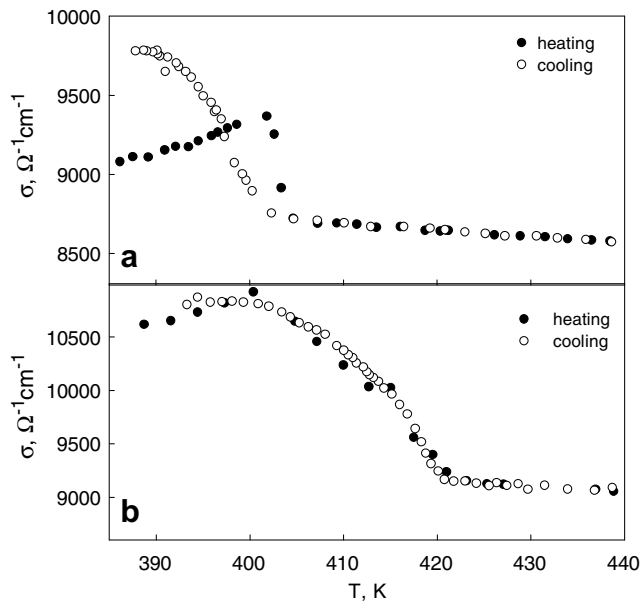 10000
9500
9000
8500
σ, Ω⁻¹cm⁻¹
a
heating
cooling
10500
10000
9500
9000
σ, Ω⁻¹cm⁻¹
b
heating
cooling
390 400 410 420 430 440
T, K